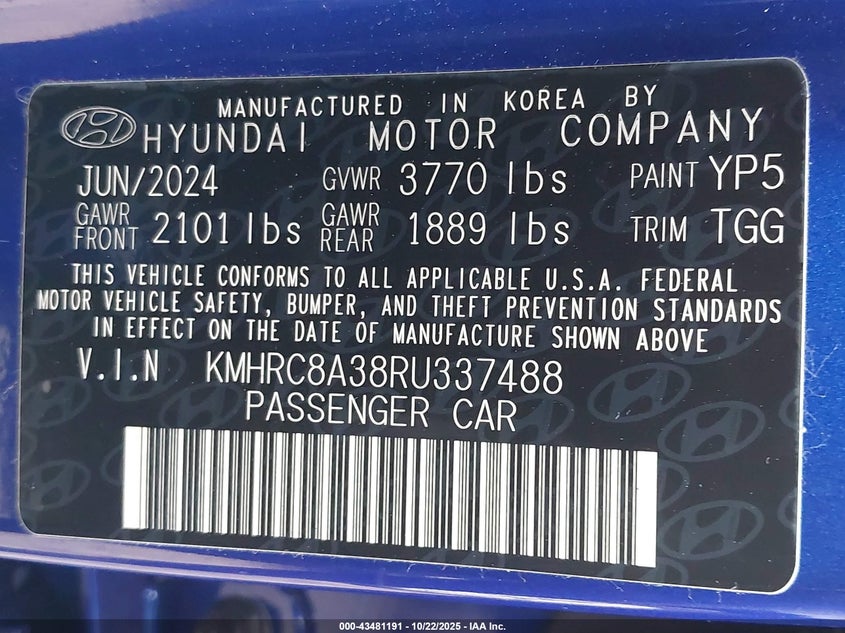 MANUFACTURED IN KOREA BY
HYUNDAI MOTOR COMPANY
JUN/2024 GVWR 3770 lbs PAINT YP5
GAWR FRONT 2101 lbs GAWR REAR 1889 lbs TRIM TGG
THIS VEHICLE CONFORMS TO ALL APPLICABLE U.S.A. FEDERAL
MOTOR VEHICLE SAFETY, BUMPER, AND THEFT PREVENTION STANDARDS
IN EFFECT ON THE DATE OF MANUFACTURE SHOWN ABOVE
V.I.N KMHRC8A38RU337488
PASSENGER CAR
000-43481191 - 10/22/2025 - IAA Inc.